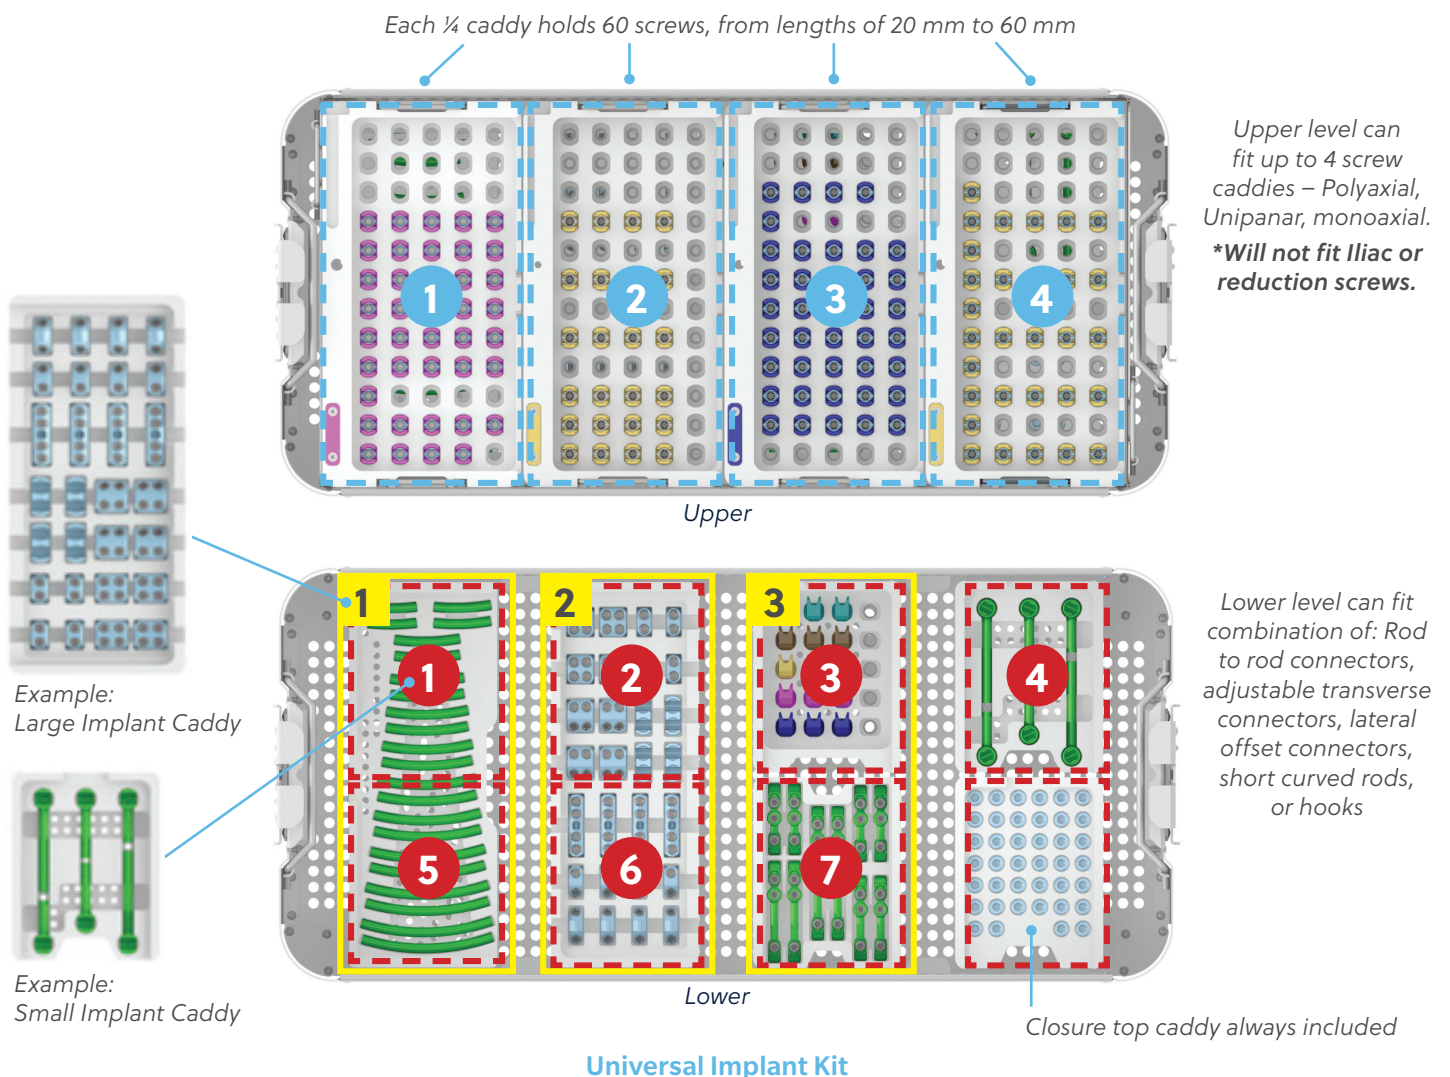 Each ¼ caddy holds 60 screws, from lengths of 20 mm to 60 mm
1
2
3
4
Upper level can
fit up to 4 screw
caddies – Polyaxial,
Unipanar, monoaxial.
*Will not fit Iliac or
reduction screws.
Upper
Example:
Large Implant Caddy
Example:
Small Implant Caddy
1
2
3
1
2
3
4
5
6
7
Lower level can fit
combination of: Rod
to rod connectors,
adjustable transverse
connectors, lateral
offset connectors,
short curved rods,
or hooks
Lower
Closure top caddy always included
Universal Implant Kit